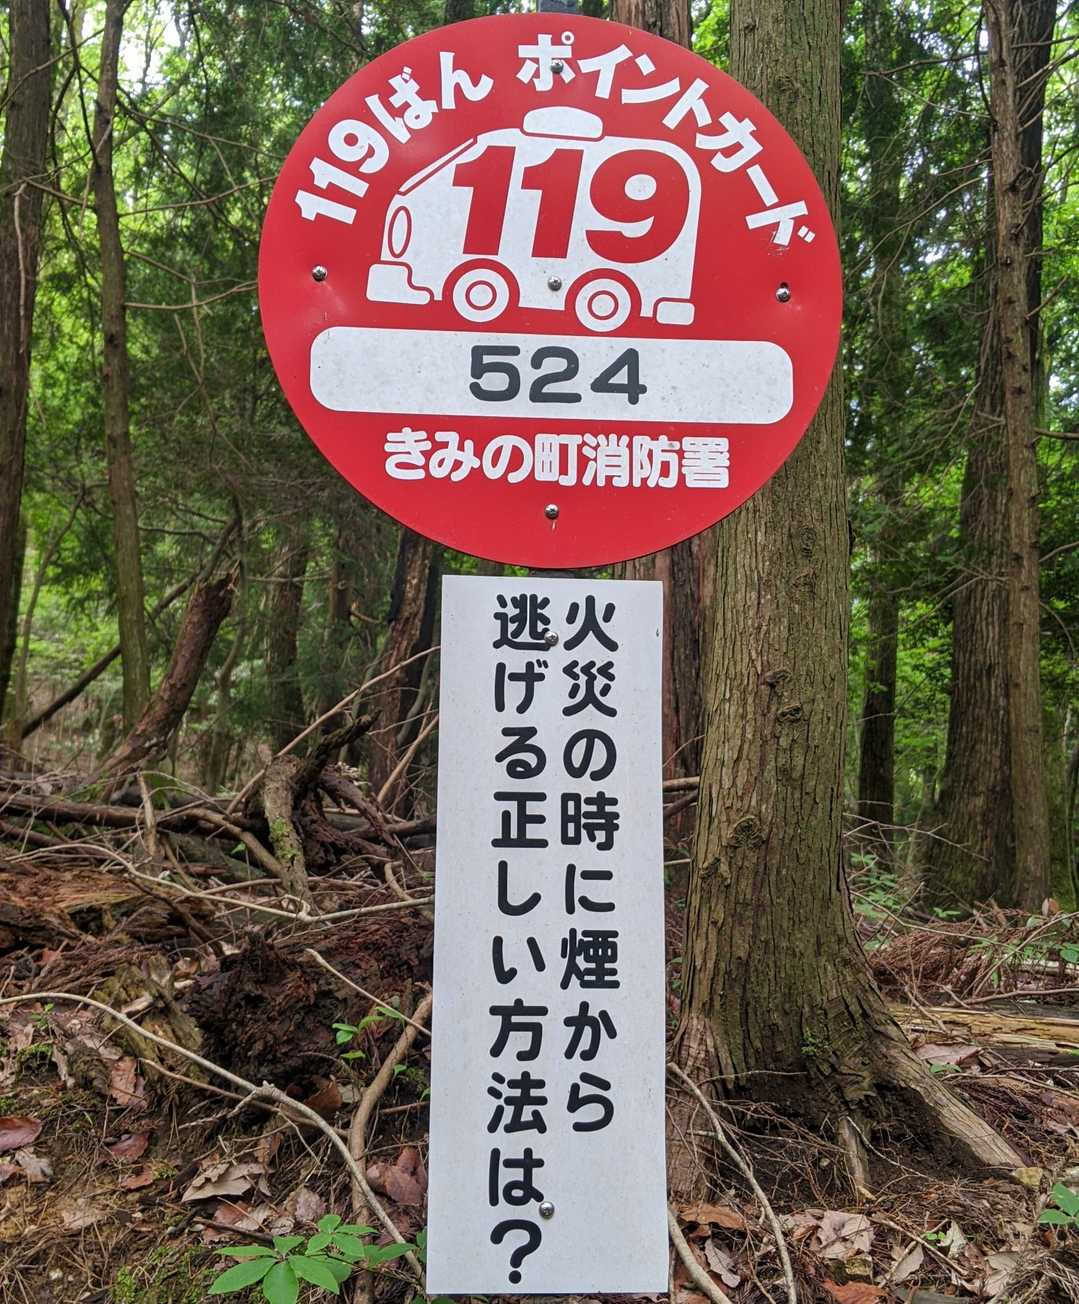 119ばん ポイントカード
119
524
きみの町消防署
火災の時に煙から
逃げる正しい方法は?